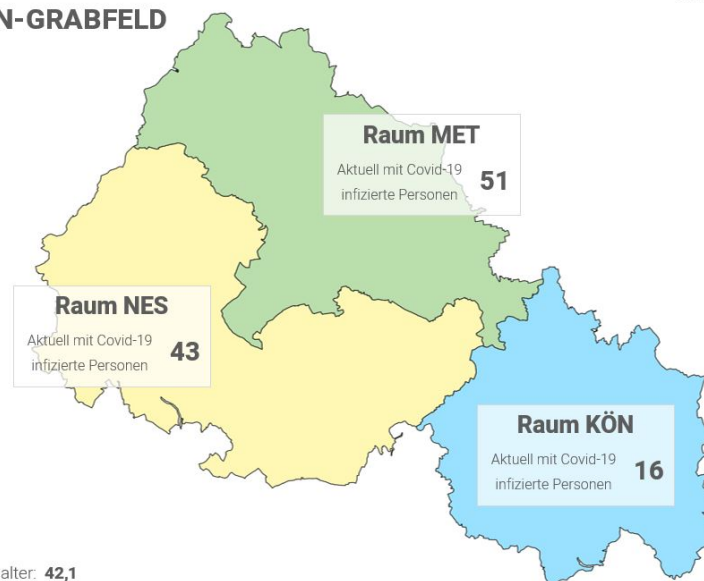 N-GRABFELD
Raum MET
Aktuell mit Covid-19
infizierte Personen 51
Raum NES
Aktuell mit Covid-19
infizierte Personen 43
Raum KÖN
Aktuell mit Covid-19
infizierte Personen 16
alter: 42,1